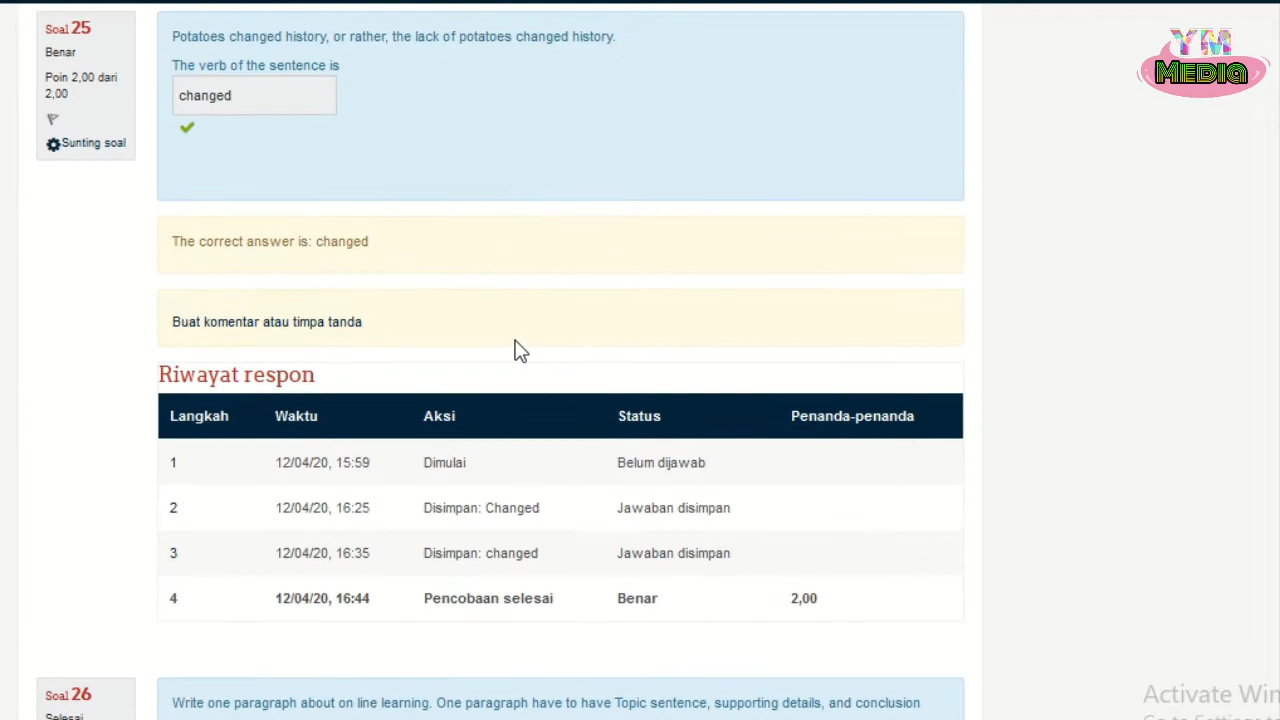 Soal 25
Benar
Poin 2,00 dari
2,00
Sunting soal
Potatoes changed history, or rather, the lack of potatoes changed history.
The verb of the sentence is
changed
The correct answer is: changed
Buat komentar atau timpa tanda
Riwayat respon
Langkah Waktu Aksi Status Penanda-penanda
1 12/04/20, 15:59 Dimulai Belum dijawab
2 12/04/20, 16:25 Disimpan: Changed Jawaban disimpan
3 12/04/20, 16:35 Disimpan: changed Jawaban disimpan
4 12/04/20, 16:44 Pencobaan selesai Benar 2,00
Soal 26
Selesai
Write one paragraph about on line learning. One paragraph have to have Topic sentence, supporting details, and conclusion
YM
MEDIA
Activate Win